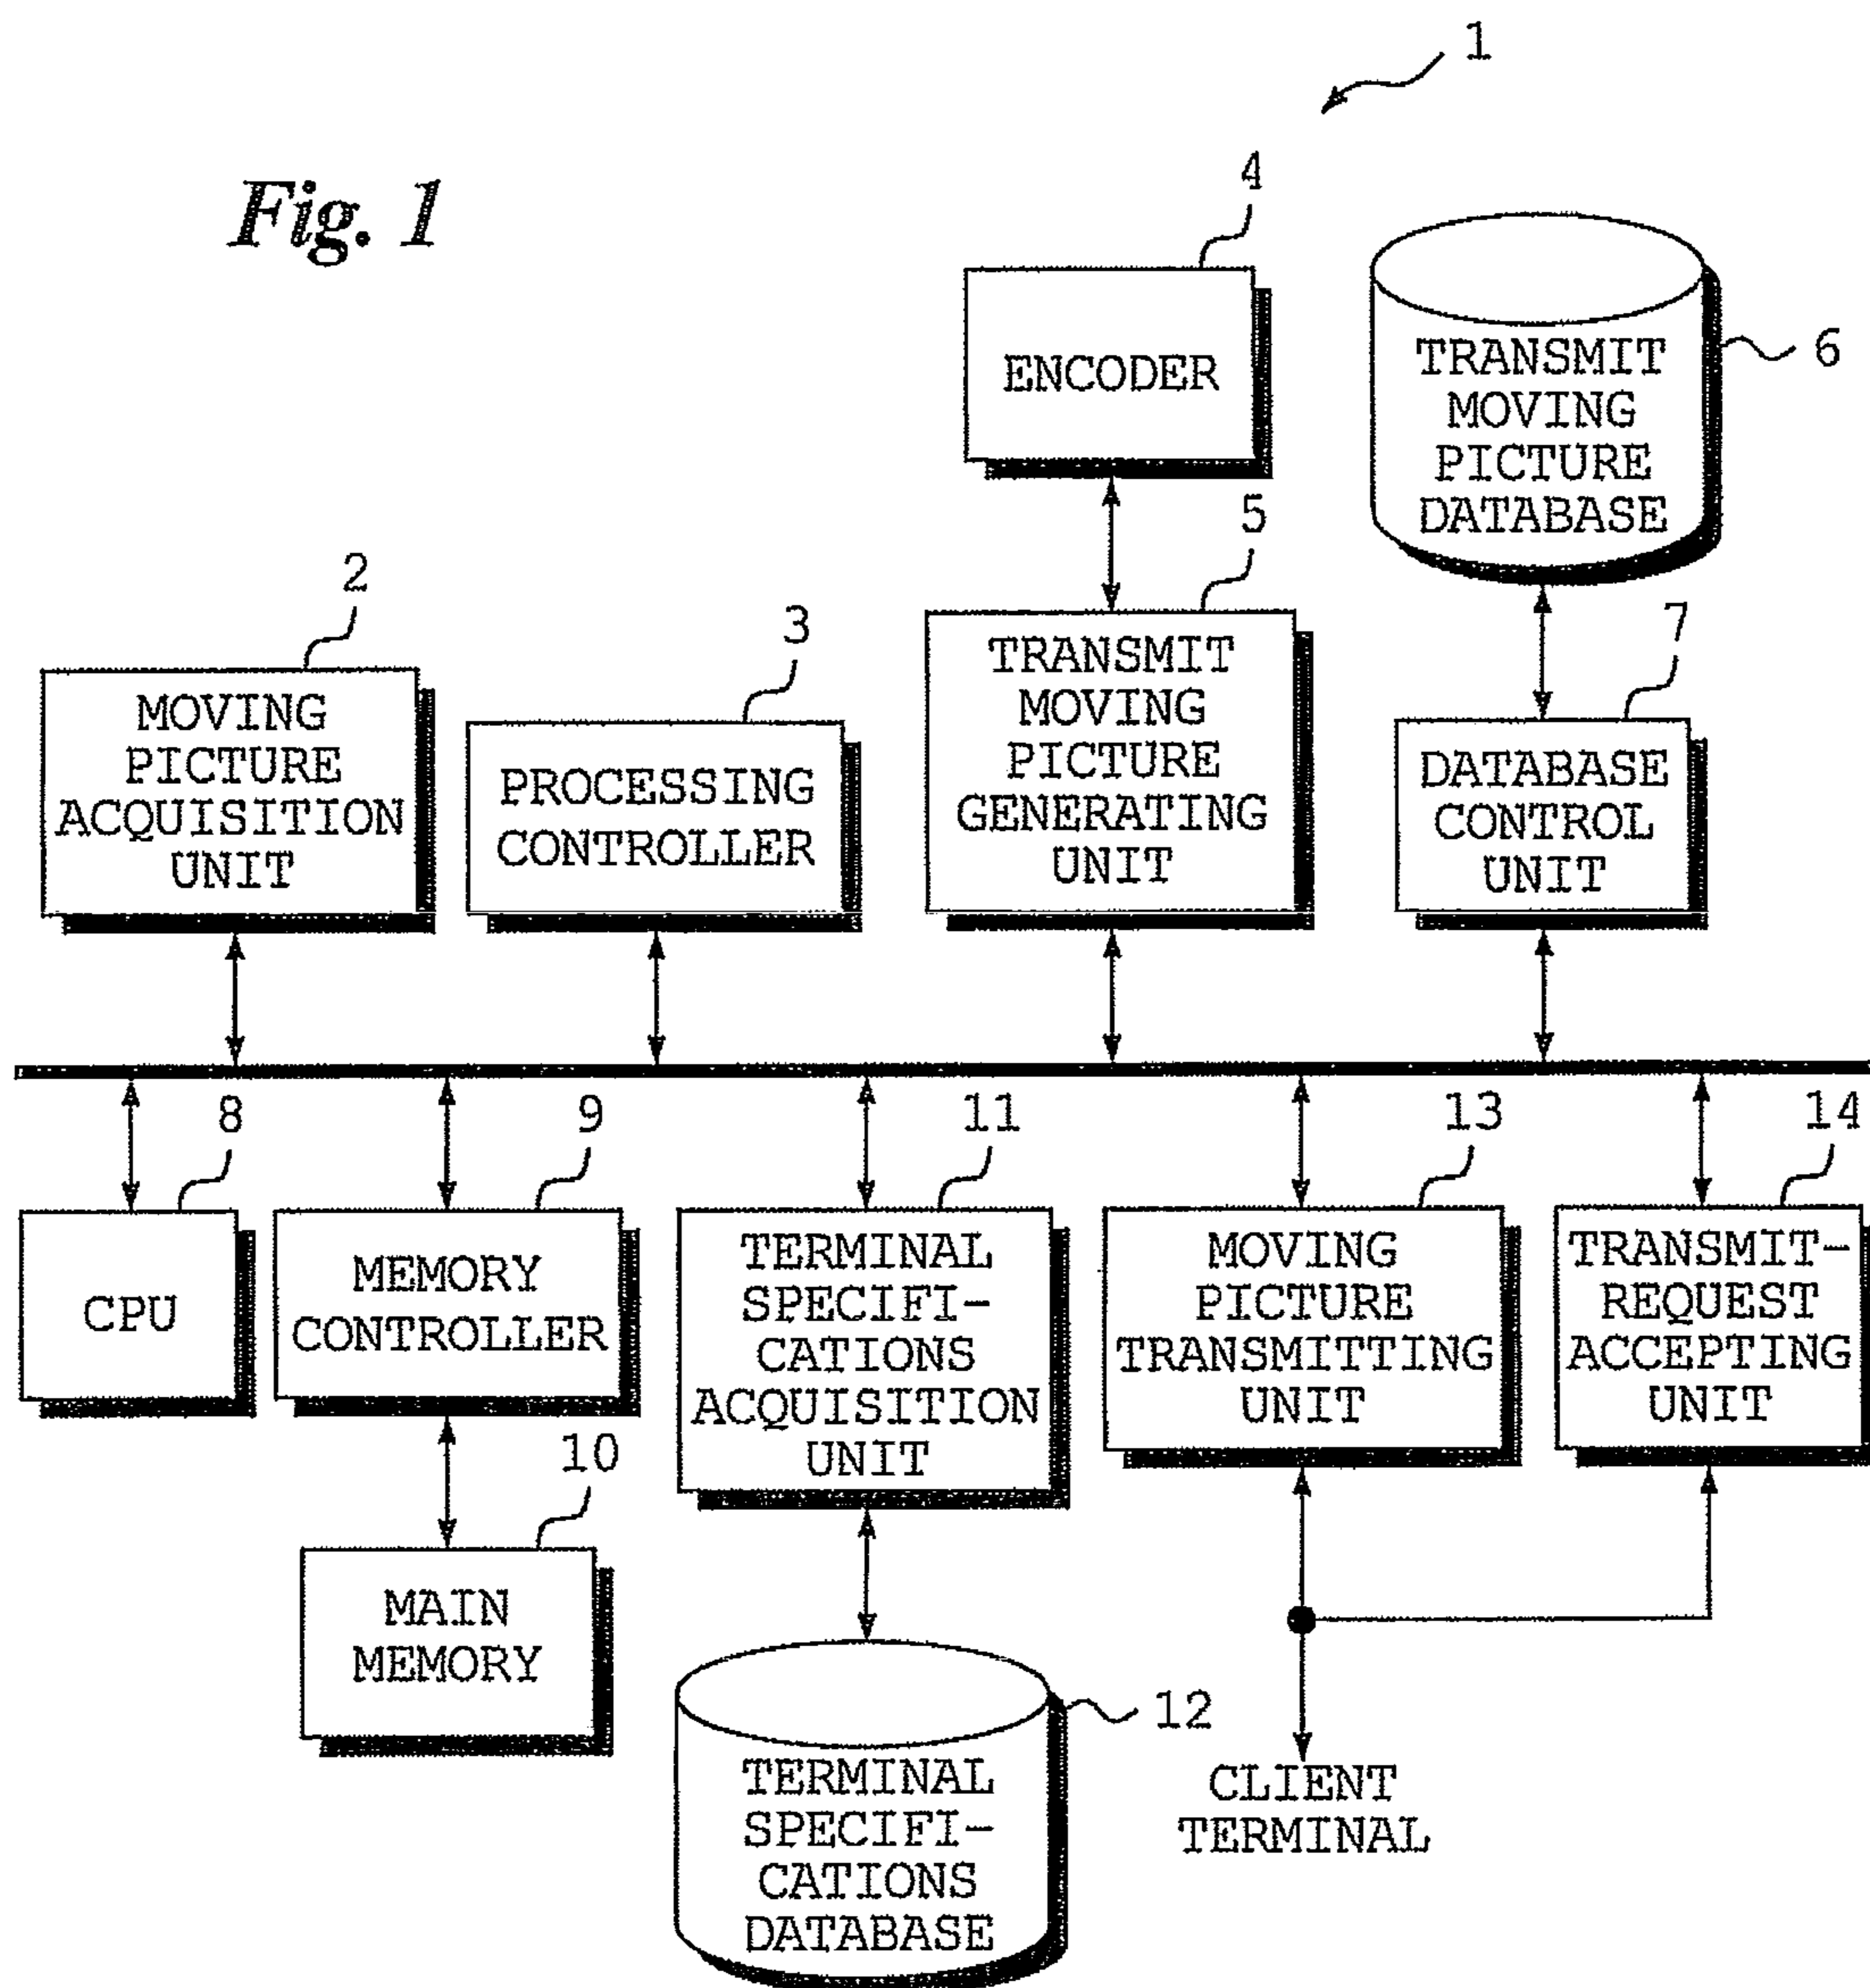 1
Fig. 1
4
ENCODER
TRANSMIT
MOVING
PICTURE
DATABASE
6
2
MOVING
PICTURE
ACQUISITION
UNIT
3
PROCESSING
CONTROLLER
5
TRANSMIT
MOVING
PICTURE
GENERATING
UNIT
7
DATABASE
CONTROL
UNIT
8
CPU
9
MEMORY
CONTROLLER
10
MAIN
MEMORY
11
TERMINAL
SPECIFI-
CATIONS
ACQUISITION
UNIT
12
TERMINAL
SPECIFI-
CATIONS
DATABASE
13
MOVING
PICTURE
TRANSMITTING
UNIT
14
TRANSMIT-
REQUEST
ACCEPTING
UNIT
CLIENT
TERMINAL